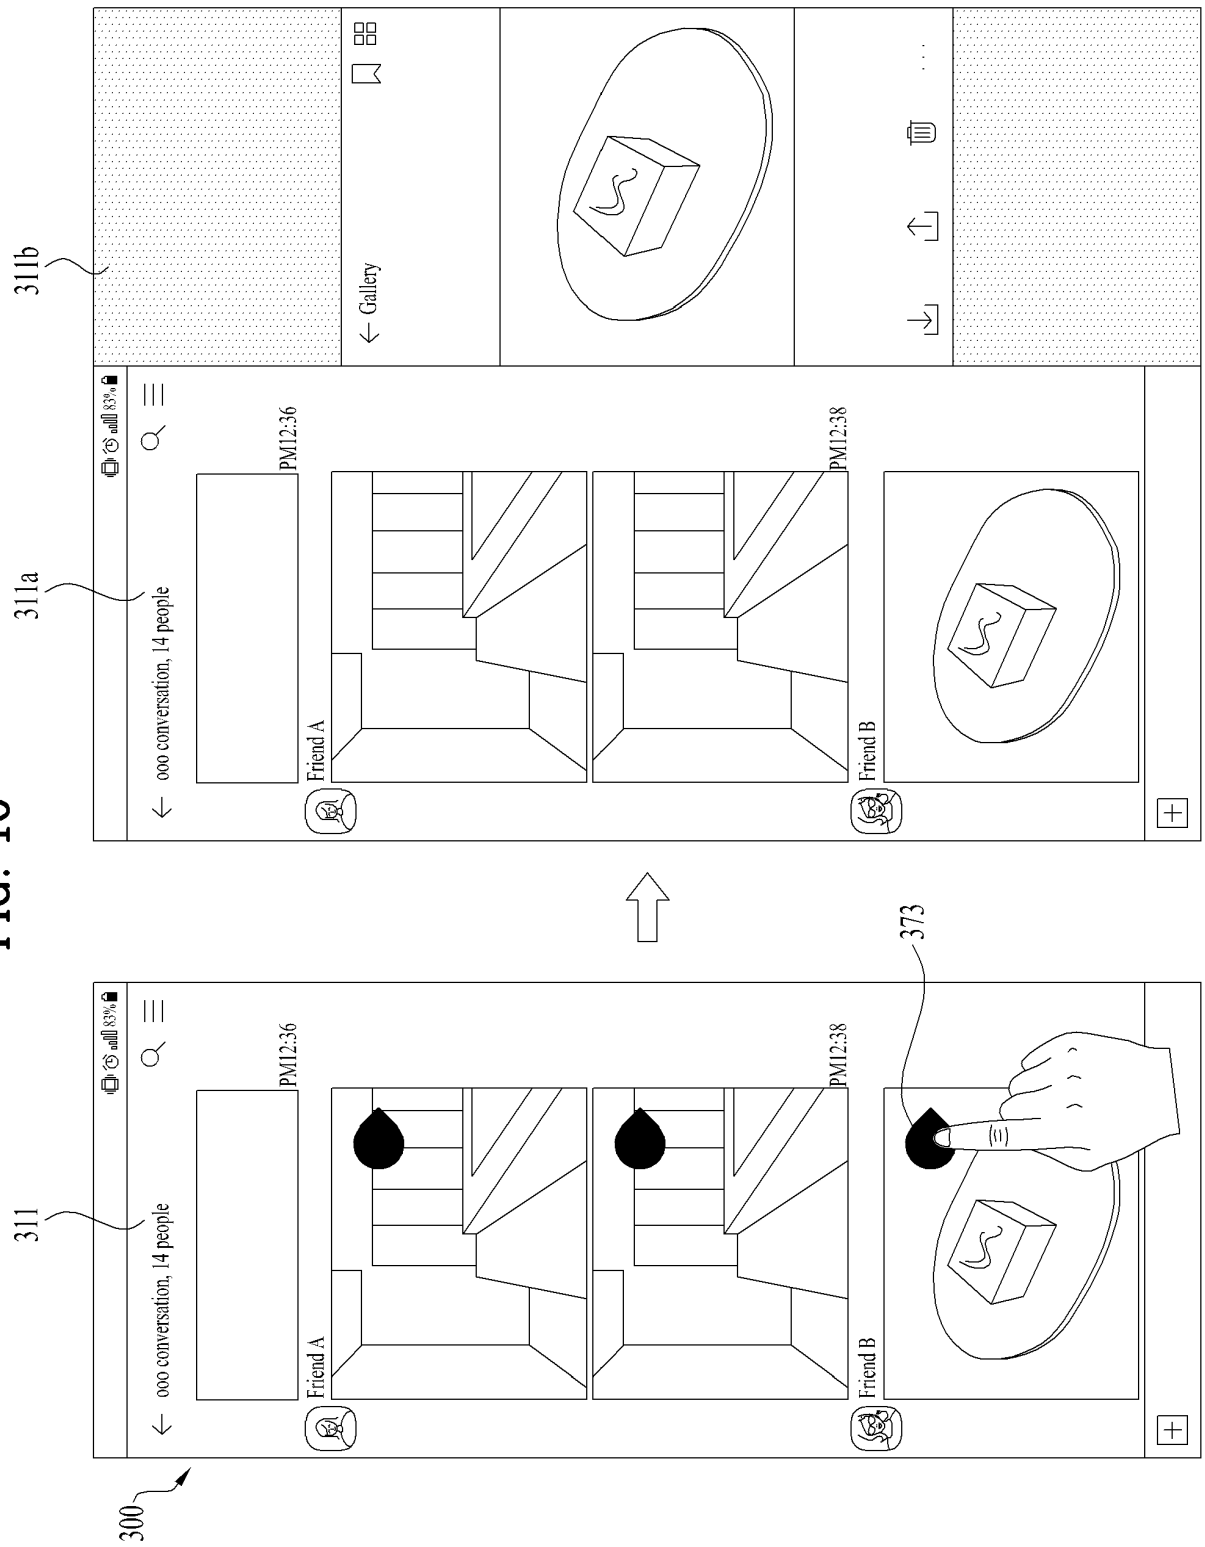 FIG.
300
311
83%
ooo conversation, 14 people
PM12:36
Friend A
PM12:38
Friend B
373
311a
311b
83%
ooo conversation, 14 people
PM12:36
Friend A
PM12:38
Friend B
Gallery